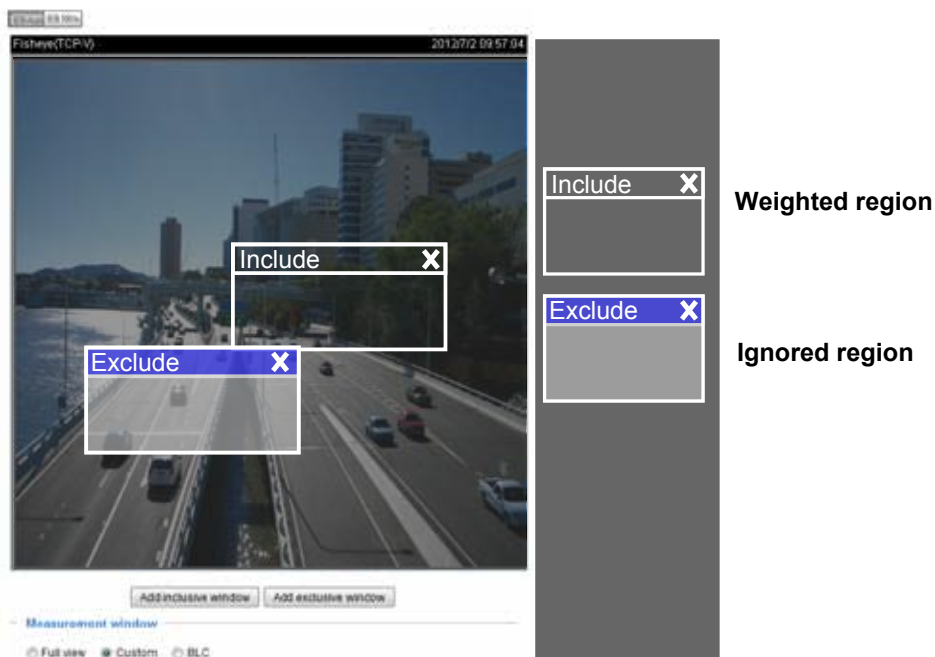 Fisheye(TCP-V) 2012/7/2 09:57:04
Include
Exclude
Include
Weighted region
Exclude
Ignored region
Add inclusive window Add exclusive window
Measurement window
Full view Custom BLC